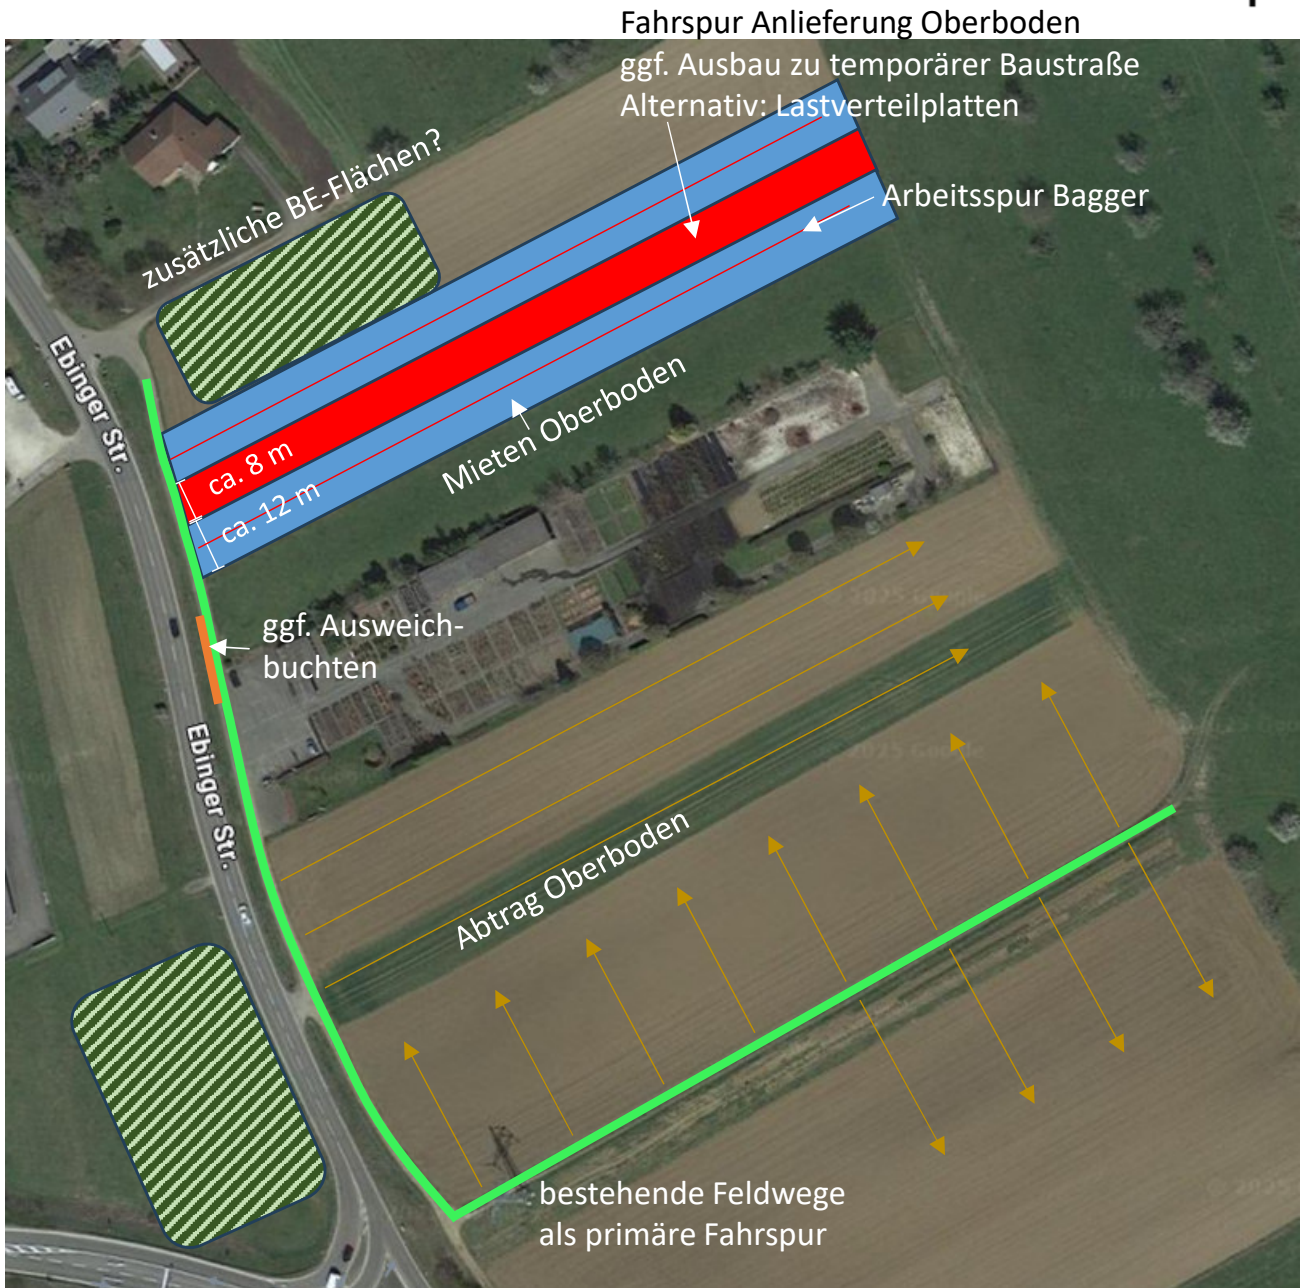 Fahrspur Anlieferung Oberboden
ggf. Ausbau zu temporärer Baustraße
Alternativ: Lastverteilplatten
zusätzliche BE-Flächen?
Arbeitsspur Bagger
Ebinger Str.
Mieten Oberboden
ca. 8 m
ca. 12 m
ggf. Ausweich-
buchten
Ebinger Str.
Abtrag Oberboden
bestehende Feldwege
als primäre Fahrspur